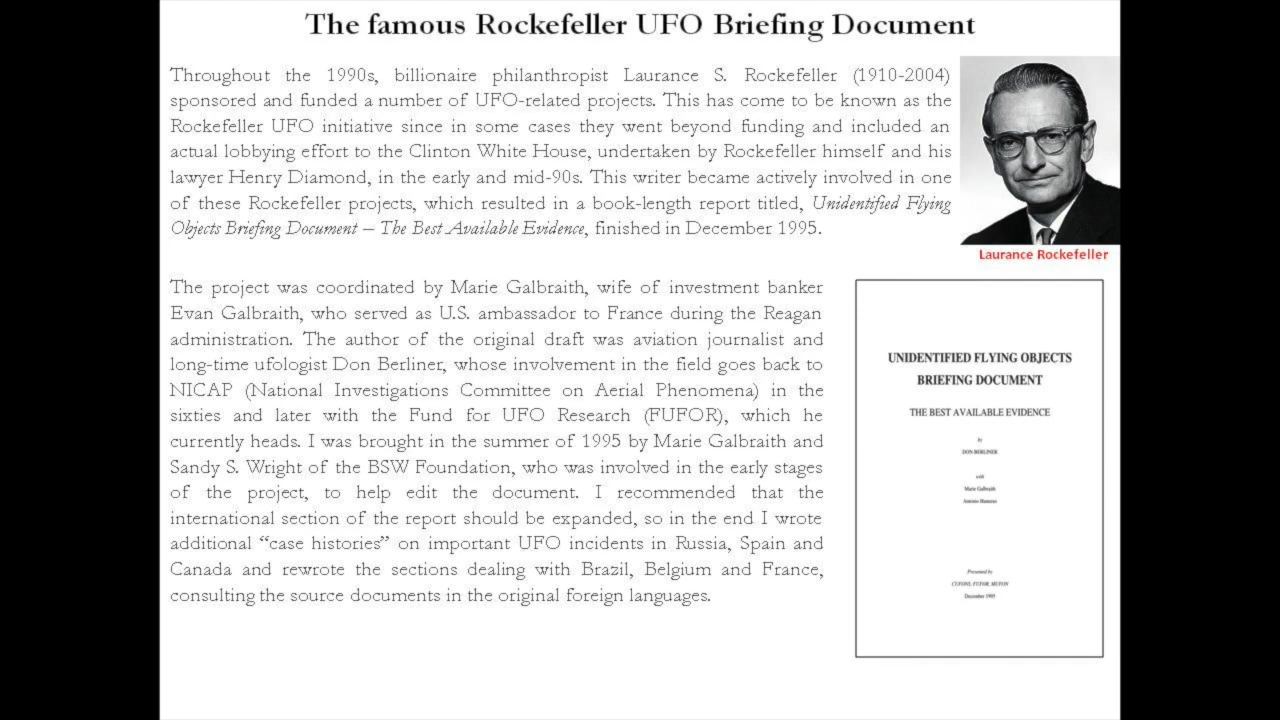 The famous Rockefeller UFO Briefing Document
Throughout the 1990s, billionaire philanthropist Laurance S. Rockefeller (1910-2004)
sponsored and funded a number of UFO-related projects. This has come to be known as the
Rockefeller UFO initiative since in some cases they went beyond funding and included an
actual lobbying effort to the Clinton White House, undertaken by Rockefeller himself and his
lawyer Henry Diamond, in the early and mid-90s. This writer became actively involved in one
of these Rockefeller projects, which resulted in a book-length report titled, Unidentified Flying
Objects Briefing Document – The Best Available Evidence, finished in December 1995.
Laurance Rockefeller
The project was coordinated by Marie Galbraith, wife of investment banker
Evan Galbraith, who served as U.S. ambassador to France during the Reagan
administration. The author of the original draft was aviation journalist and
long-time ufologist Don Berliner, whose involvement in the field goes back to
NICAP (National Investigations Committee on Aerial Phenomena) in the
sixties and later with the Fund for UFO Research (FUFOR), which he
currently heads. I was brought in the summer of 1995 by Marie Galbraith and
Sandy S. Wright of the BSW Foundation, who was involved in the early stages
of the project, to help edit the document. I recommended that the
international section of the report should be expanded, so in the end I wrote
additional “case histories” on important UFO incidents in Russia, Spain and
Canada and rewrote the sections dealing with Brazil, Belgium and France,
consulting the source documents in the original foreign languages.
UNIDENTIFIED FLYING OBJECTS
BRIEFING DOCUMENT
THE BEST AVAILABLE EVIDENCE
by
DON BERLINER
with
Marie Galbraith
Antonio Huneeus
Presented by
CUFONS, FUFOR, MUFON
December 1995